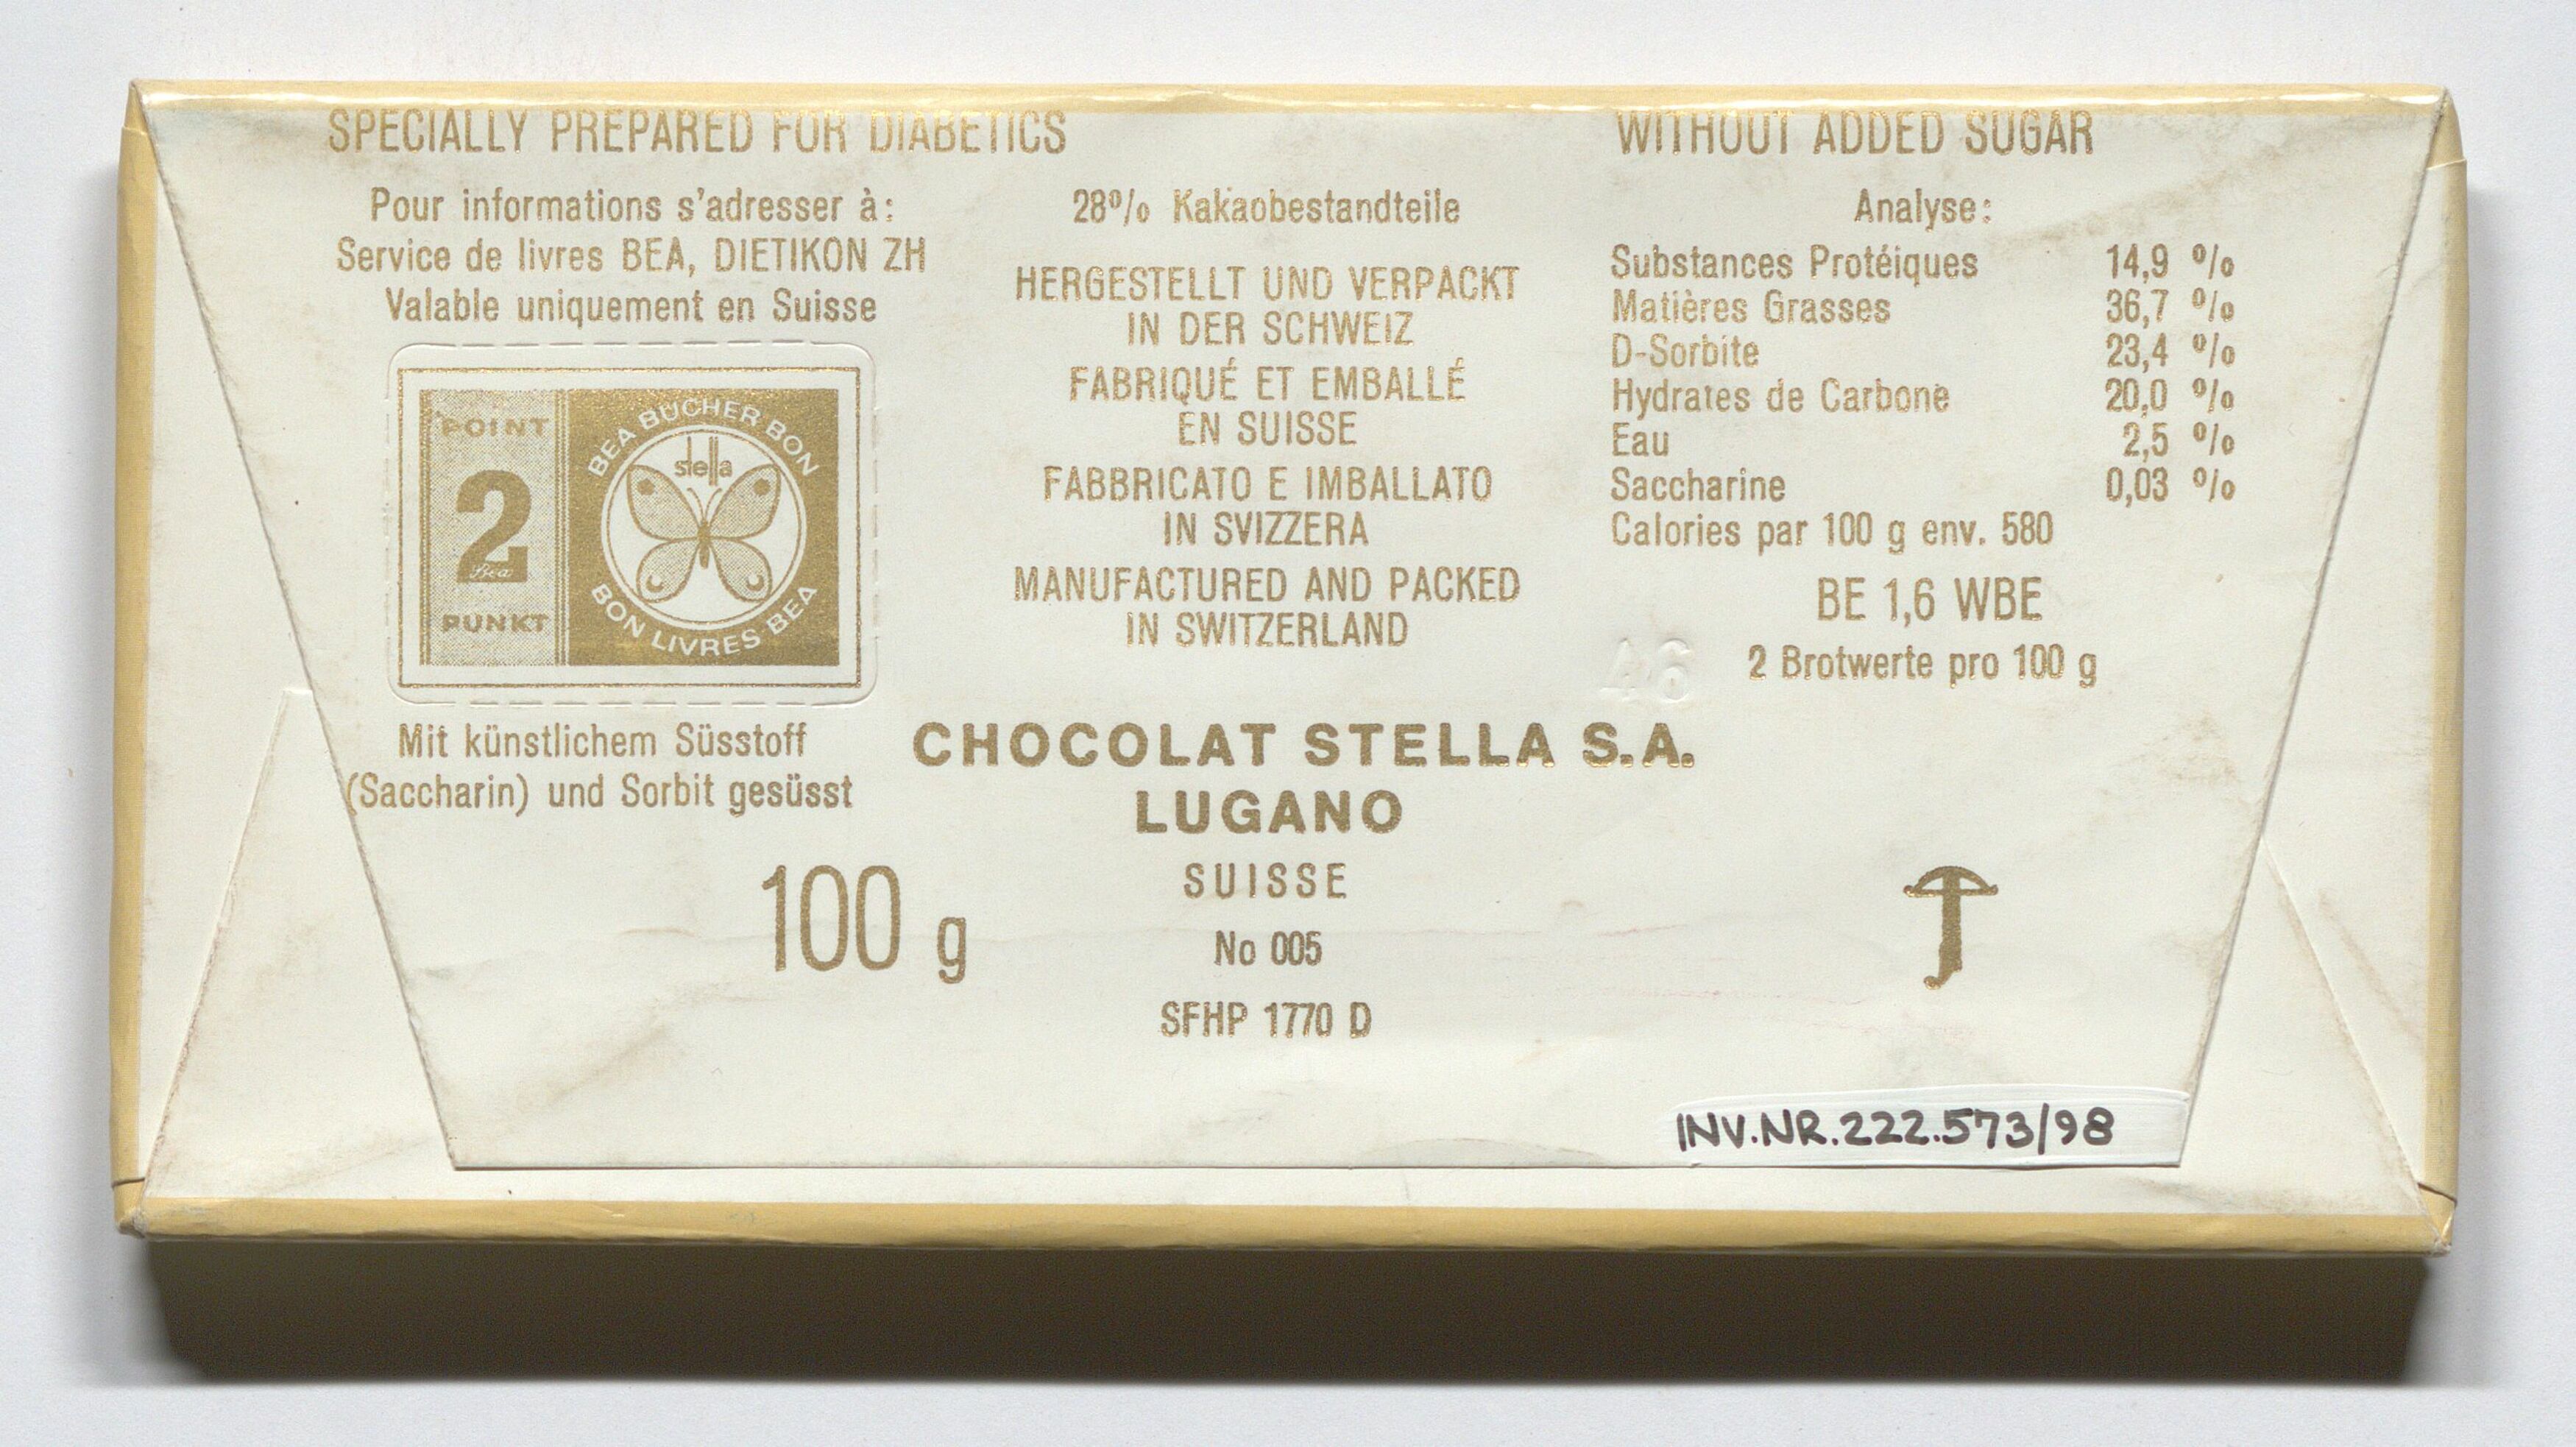 SPECIALLY PREPARED FOR DIABETICS
WITHOUT ADDED SUGAR
Pour informations s'adresser à:
Service de livres BEA, DIETIKON ZH
Valable uniquement en Suisse
POINT
2
Bea
PUNKT
BEA BÜCHER BON
stella
BON LIVRES BEA
Mit künstlichem Süsstoff
(Saccharin) und Sorbit gesüsst
100 g
28% Kakaobestandteile
HERGESTELLT UND VERPACKT
IN DER SCHWEIZ
FABRIQUÉ ET EMBALLÉ
EN SUISSE
FABBRICATO E IMBALLATO
IN SVIZZERA
MANUFACTURED AND PACKED
IN SWITZERLAND
CHOCOLAT STELLA S.A.
LUGANO
SUISSE
No 005
SFHP 1770 D
Analyse:
Substances Protéiques 14,9 %
Matières Grasses 36,7 %
D-Sorbite 23,4 %
Hydrates de Carbone 20,0 %
Eau 2,5 %
Saccharine 0,03 %
Calories par 100 g env. 580
BE 1,6 WBE
2 Brotwerte pro 100 g
46
INV.NR.222.573/98